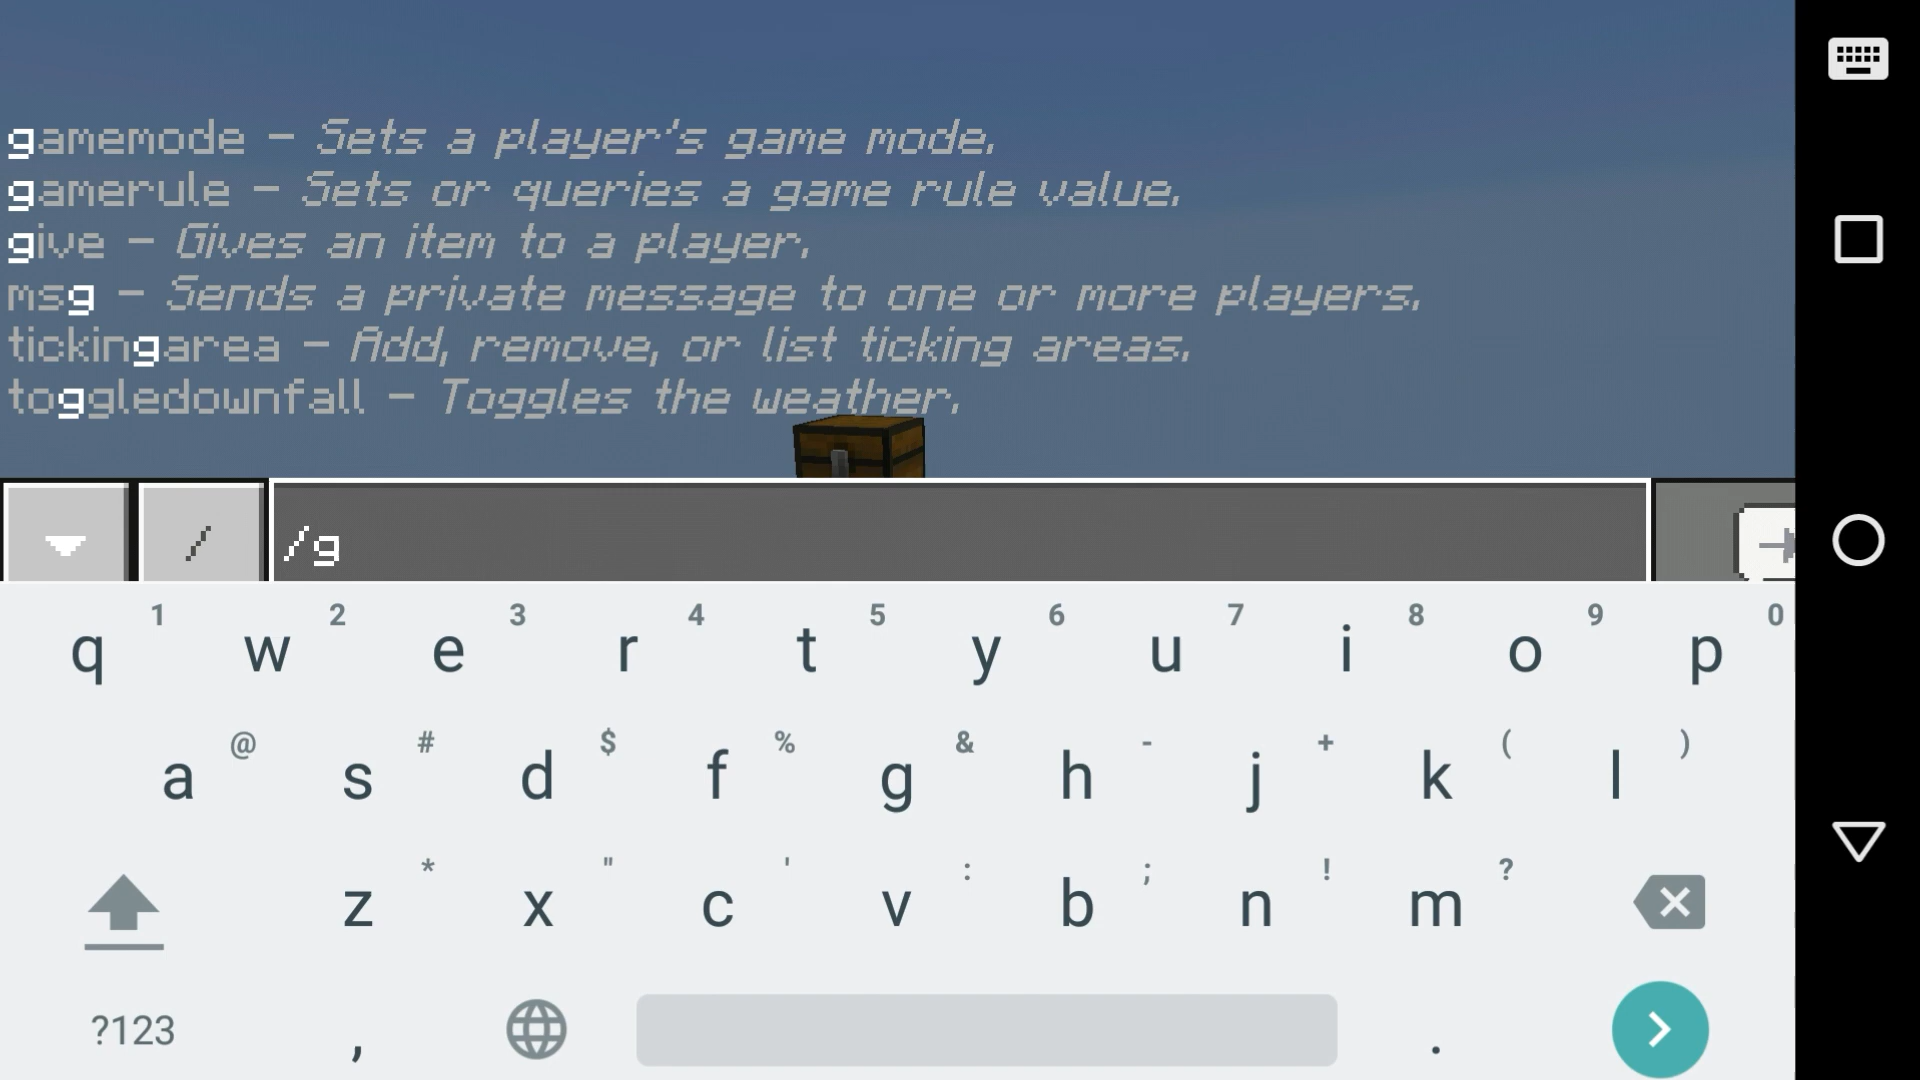 gamemode - Sets a player's game mode.
gamerule - Sets or queries a game rule value.
give - Gives an item to a player.
msg - Sends a private message to one or more players.
tickingarea - Add, remove, or list ticking areas.
toggledownfall - Toggles the weather.
/ /g
1 2 3 4 5 6 7 8 9 0
q w e r t y u i o p
@ # $ % & - + ( )
a s d f g h j k l
* " ' : ; ! ?
z x c v b n m
?123 , .